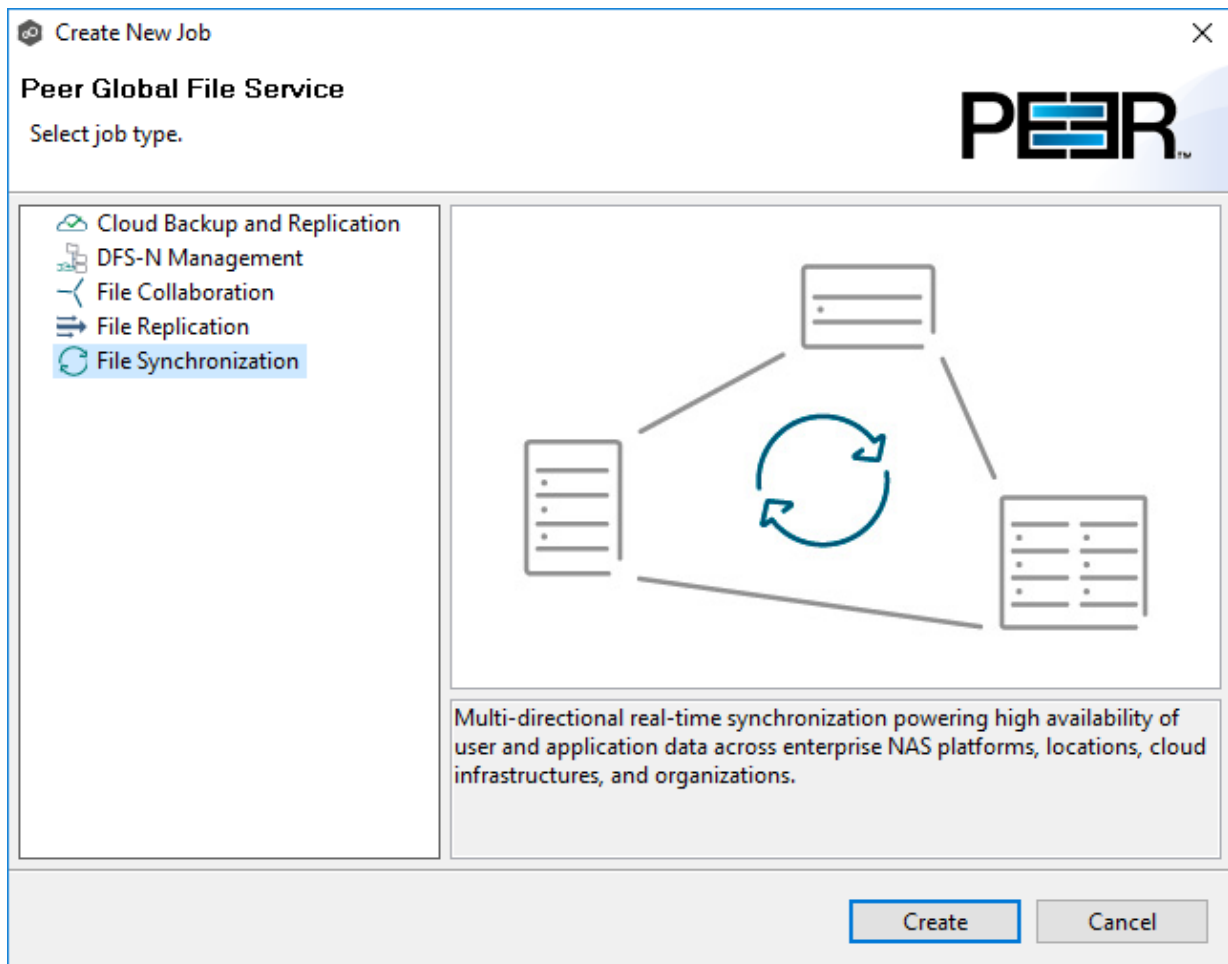 Create New Job
Peer Global File Service
Select job type.
PEER™
Cloud Backup and Replication
DFS-N Management
File Collaboration
File Replication
File Synchronization
Multi-directional real-time synchronization powering high availability of
user and application data across enterprise NAS platforms, locations, cloud
infrastructures, and organizations.
Create
Cancel